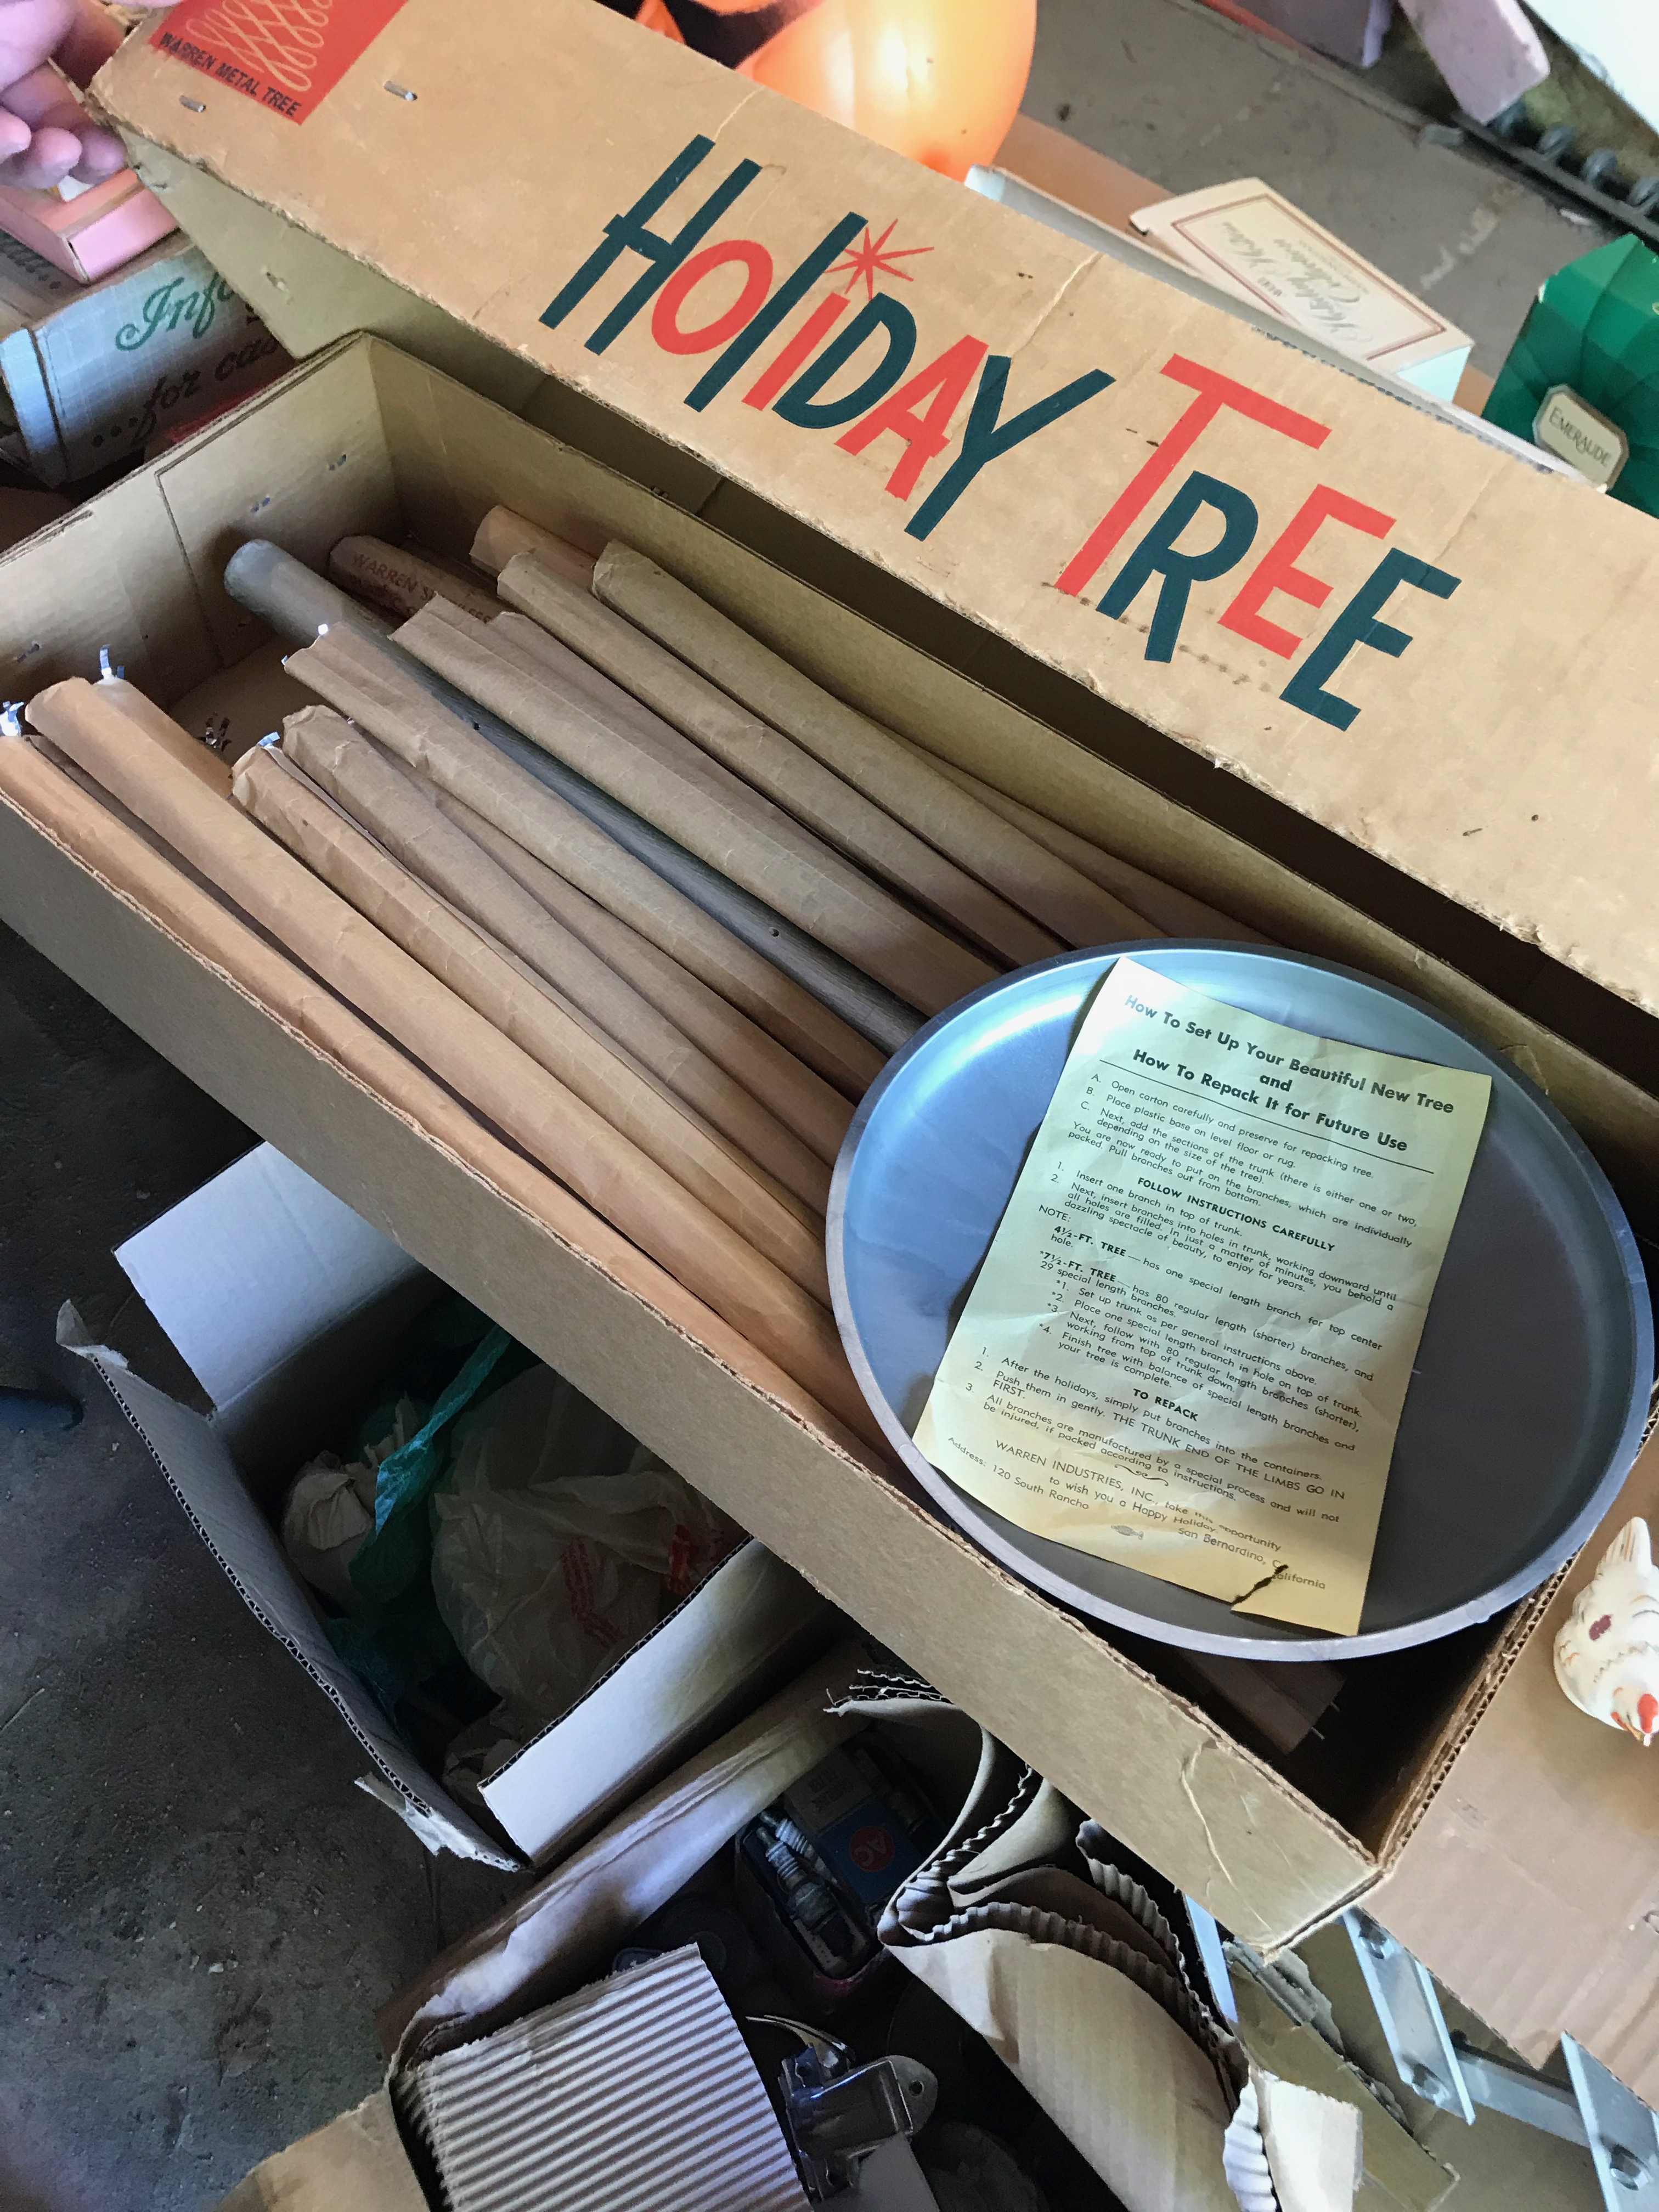 WARREN METAL TREE
HOLIDAY TREE
EMERAUDE
...for
WARREN
How To Set Up Your Beautiful New Tree
and
How To Repack It for Future Use
A. Open carton carefully and preserve for repacking tree.
B. Place plastic base on level floor or rug.
C. Next, add the sections of the trunk (there is either one or two,
depending on the size of the tree).
You are now ready to put on the branches, which are individually
packed. Pull branches out from bottom.
FOLLOW INSTRUCTIONS CAREFULLY
1. Insert one branch in top of trunk.
2. Next, insert branches into holes in trunk, working downward until
all holes are filled. In just a matter of minutes, you behold a
dazzling spectacle of beauty, to enjoy for years.
NOTE:
4½-FT. TREE — has one special length branch for top center
hole.
*7½-FT. TREE — has 80 regular length (shorter) branches, and
29 special length branches.
*1. Set up trunk as per general instructions above.
*2. Place one special length branch in hole on top of trunk.
*3. Next, follow with 80 regular length branches (shorter),
working from top of trunk down.
*4. Finish tree with balance of special length branches and
your tree is complete.
TO REPACK
1. After the holidays, simply put branches into the containers.
2. Push them in gently. THE TRUNK END OF THE LIMBS GO IN
FIRST.
3. All branches are manufactured by a special process and will not
be injured, if packed according to instructions.
WARREN INDUSTRIES, INC., take this opportunity
to wish you a Happy Holiday.
Address: 120 South Rancho San Bernardino, California
AC